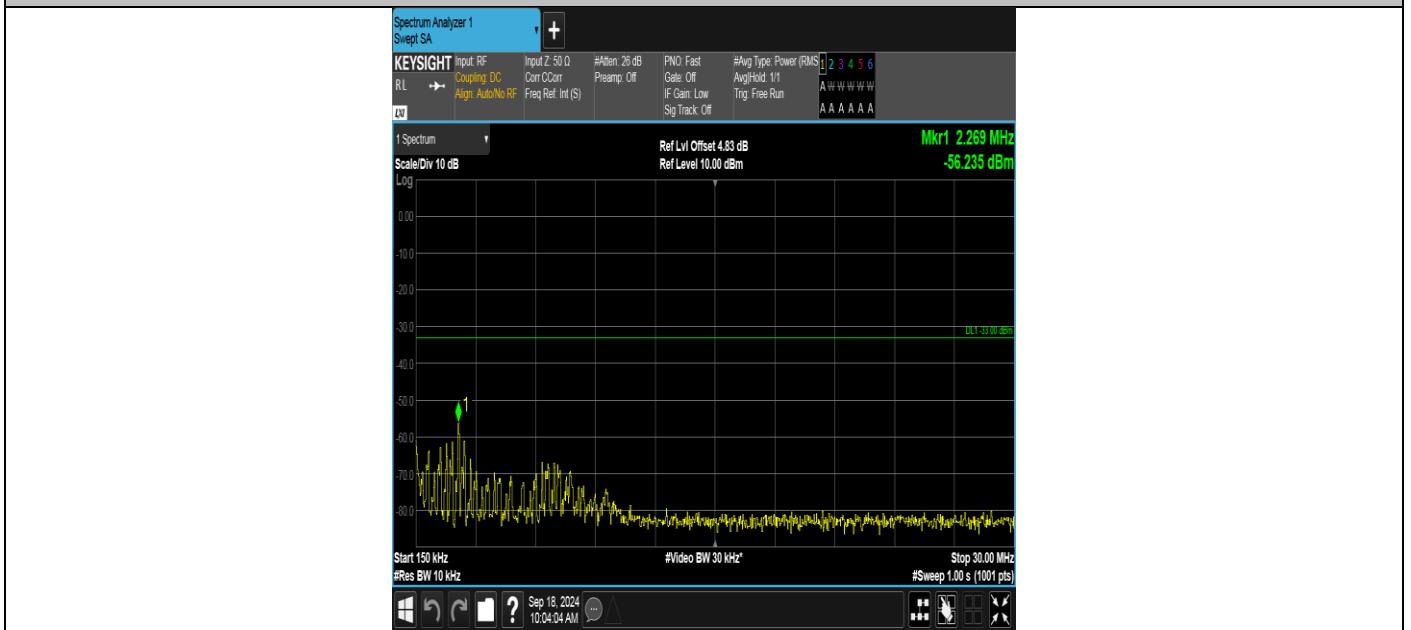 Spectrum Analyzer 1
Swept SA
KEYSIGHT
RL
LXI
Input: RF
Coupling: DC
Align: Auto/No RF
Input Z: 50 Ω
Corr CCorr
Freq Ref: Int (S)
#Atten: 26 dB
Preamp: Off
PNO: Fast
Gate: Off
IF Gain: Low
Sig Track: Off
#Avg Type: Power (RMS
Avg|Hold: 1/1
Trig: Free Run
1 2 3 4 5 6
A W W W W W
A A A A A A
1 Spectrum
Scale/Div 10 dB
Log
Ref Lvl Offset 4.83 dB
Ref Level 10.00 dBm
Mkr1 2.269 MHz
-56.235 dBm
0.00
-10.0
-20.0
-30.0
DL1 -33.00 dBm
-40.0
-50.0
1
-60.0
-70.0
-80.0
Start 150 kHz
#Video BW 30 kHz*
Stop 30.00 MHz
#Res BW 10 kHz
#Sweep 1.00 s (1001 pts)
?
Sep 18, 2024
10:04:04 AM